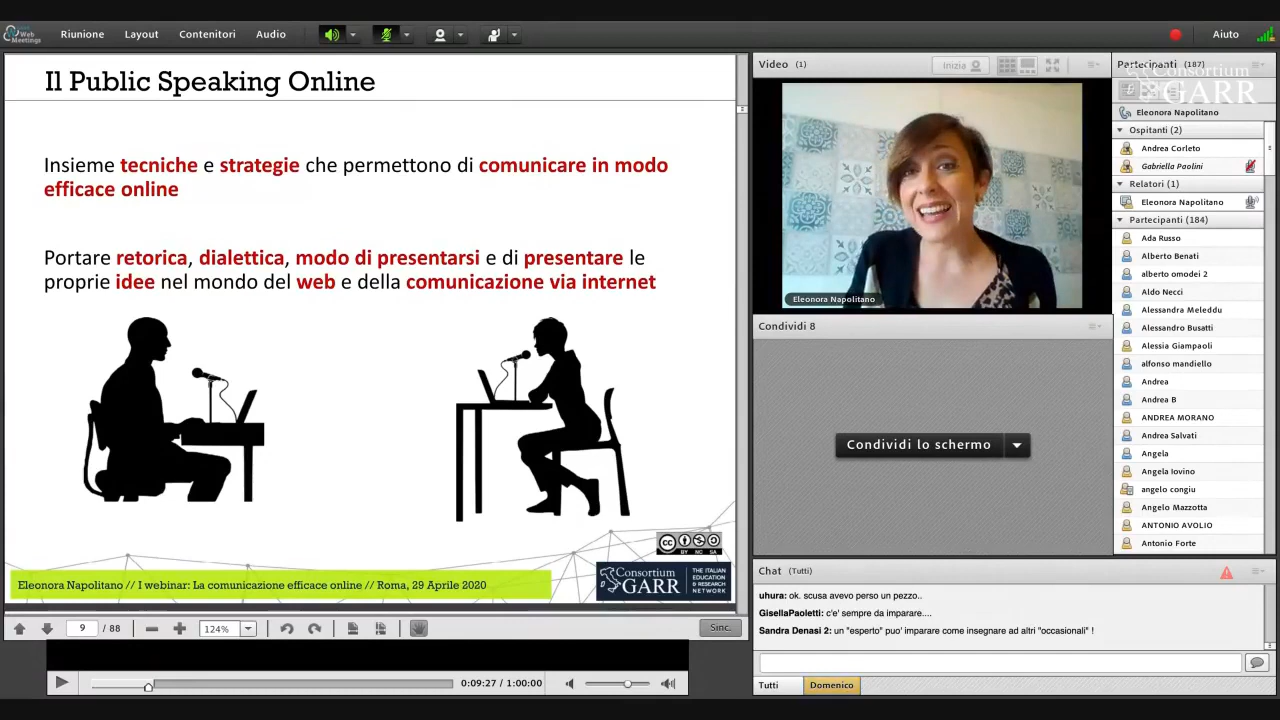 Web
Meetings
Riunione
Layout
Contenitori
Audio
Aiuto
Il Public Speaking Online
Insieme tecniche e strategie che permettono di comunicare in modo
efficace online
Portare retorica, dialettica, modo di presentarsi e di presentare le
proprie idee nel mondo del web e della comunicazione via internet
BY NC SA
Eleonora Napolitano // I webinar: La comunicazione efficace online // Roma, 29 Aprile 2020
Consortium
GARR
THE ITALIAN
EDUCATION
& RESEARCH
NETWORK
9 / 88
124%
Sinc.
0:09:27 / 1:00:00
Video (1)
Inizia
Eleonora Napolitano
Condividi 8
Condividi lo schermo
Partecipanti (187)
Consortium
GARR
Eleonora Napolitano
Ospitanti (2)
Andrea Corleto
Gabriella Paolini
Relatori (1)
Eleonora Napolitano
Partecipanti (184)
Ada Russo
Alberto Benati
alberto omodei 2
Aldo Necci
Alessandra Meleddu
Alessandro Busatti
Alessia Giampaoli
alfonso mandiello
Andrea
Andrea B
ANDREA MORANO
Andrea Salvati
Angela
Angela Iovino
angelo congiu
Angelo Mazzotta
ANTONIO AVOLIO
Antonio Forte
Chat (Tutti)
uhura: ok. scusa avevo perso un pezzo..
GisellaPaoletti: c'e' sempre da imparare....
Sandra Denasi 2: un "esperto" puo' imparare come insegnare ad altri "occasionali" !
Tutti
Domenico